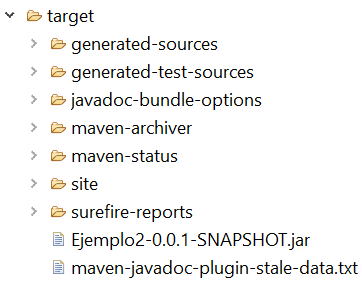 target
generated-sources
generated-test-sources
javadoc-bundle-options
maven-archiver
maven-status
site
surefire-reports
Ejemplo2-0.0.1-SNAPSHOT.jar
maven-javadoc-plugin-stale-data.txt